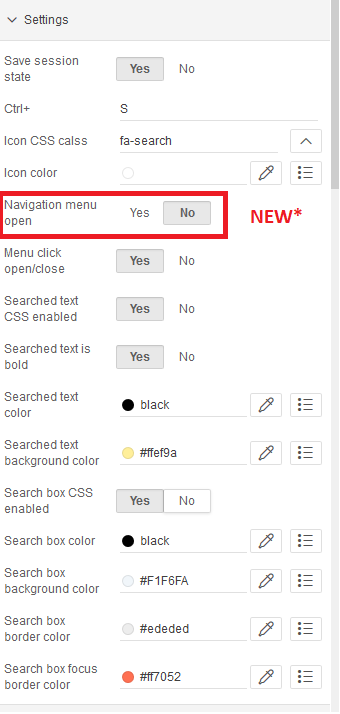 Settings
Save session
state
Yes No
Ctrl+ S
Icon CSS calss fa-search
Icon color
Navigation menu
open
Yes No
NEW*
Menu click
open/close
Yes No
Searched text
CSS enabled
Yes No
Searched text is
bold
Yes No
Searched text
color
black
Searched text
background color
#ffef9a
Search box CSS
enabled
Yes No
Search box color black
Search box
background color
#F1F6FA
Search box
border color
#ededed
Search box focus
border color
#ff7052